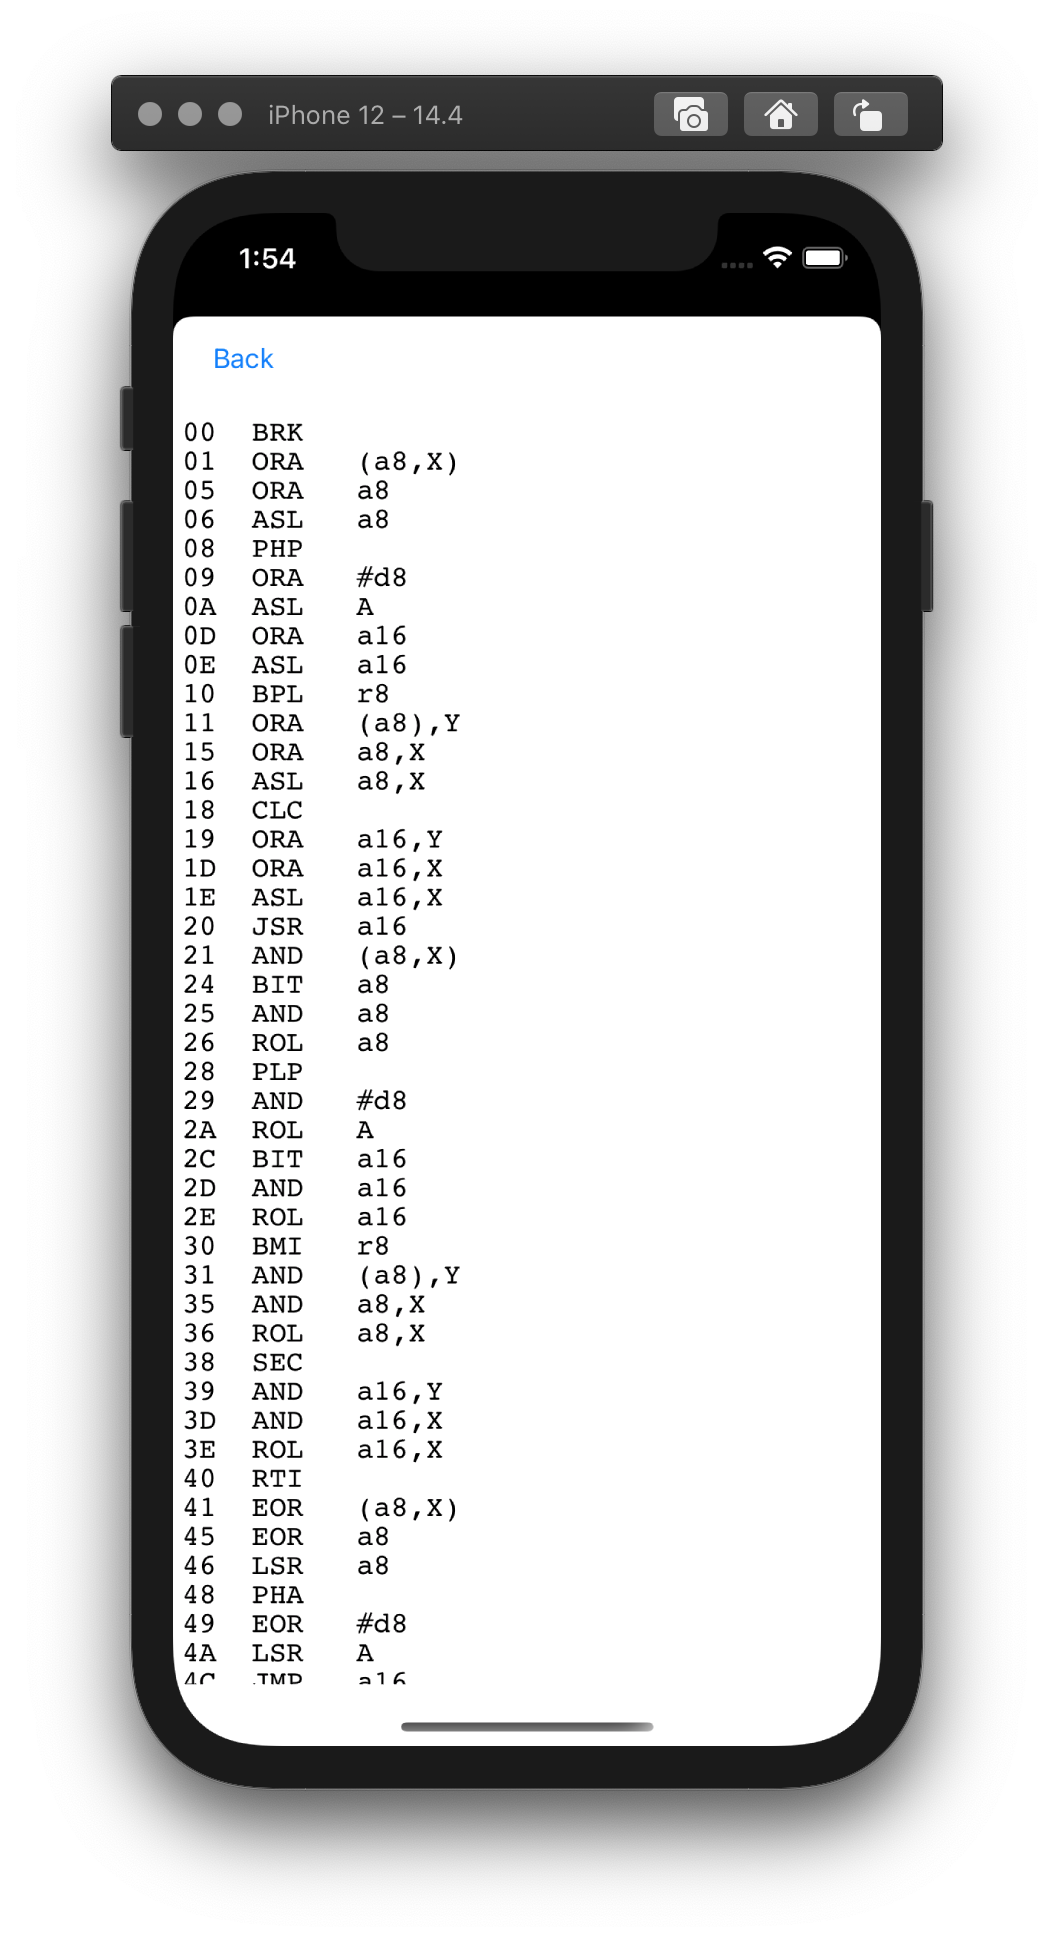 iPhone 12 – 14.4
1:54
Back
00 BRK
01 ORA (a8,X)
05 ORA a8
06 ASL a8
08 PHP
09 ORA #d8
0A ASL A
0D ORA a16
0E ASL a16
10 BPL r8
11 ORA (a8),Y
15 ORA a8,X
16 ASL a8,X
18 CLC
19 ORA a16,Y
1D ORA a16,X
1E ASL a16,X
20 JSR a16
21 AND (a8,X)
24 BIT a8
25 AND a8
26 ROL a8
28 PLP
29 AND #d8
2A ROL A
2C BIT a16
2D AND a16
2E ROL a16
30 BMI r8
31 AND (a8),Y
35 AND a8,X
36 ROL a8,X
38 SEC
39 AND a16,Y
3D AND a16,X
3E ROL a16,X
40 RTI
41 EOR (a8,X)
45 EOR a8
46 LSR a8
48 PHA
49 EOR #d8
4A LSR A
4C JMP a16